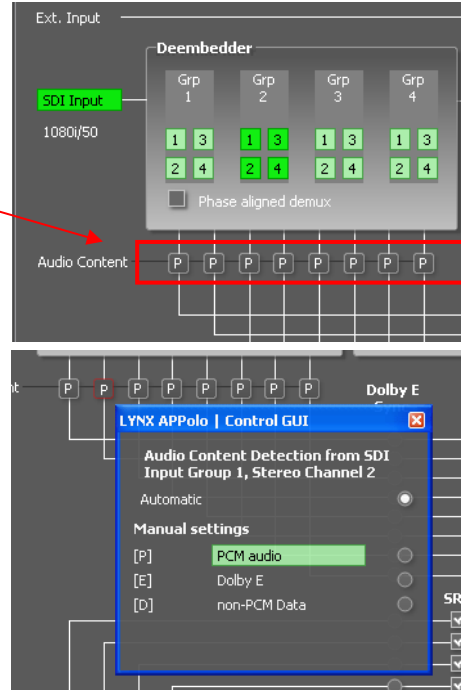 Ext. Input
Deembedder
Grp Grp Grp Grp
1 2 3 4
SDI Input
1080i/50
1 3 1 3 1 3 1 3
2 4 2 4 2 4 2 4
Phase aligned demux
Audio Content P P P P P P P P
P P P P P P P P
Dolby E
LYNX APPolo | Control GUI
Audio Content Detection from SDI
Input Group 1, Stereo Channel 2
Automatic
Manual settings
[P] PCM audio
[E] Dolby E
[D] non-PCM Data
SR